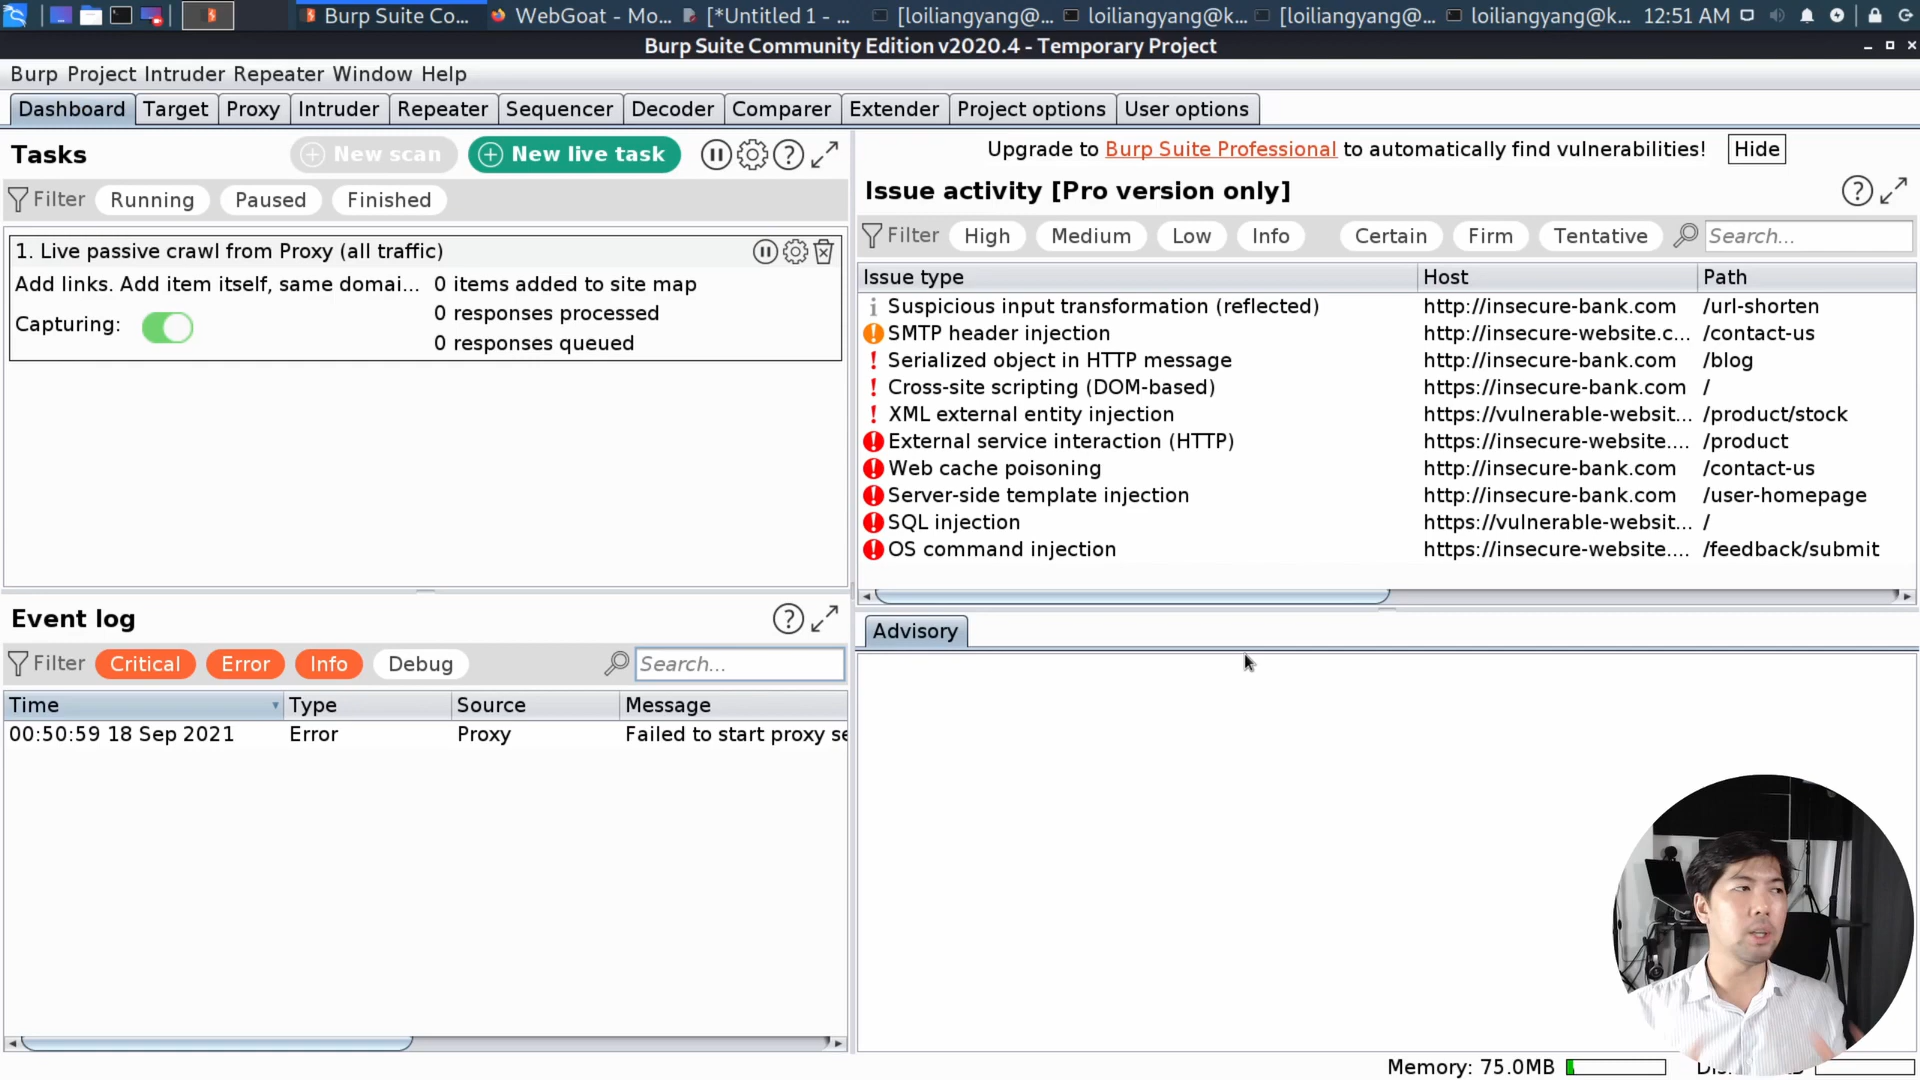 Burp Suite Co...
WebGoat - Mo...
[*Untitled 1 - ...
[loiliangyang@...
loiliangyang@k...
[loiliangyang@...
loiliangyang@k...
12:51 AM
Burp Suite Community Edition v2020.4 - Temporary Project
Burp Project Intruder Repeater Window Help
Dashboard Target Proxy Intruder Repeater Sequencer Decoder Comparer Extender Project options User options
Tasks
New scan
New live task
Filter Running Paused Finished
1. Live passive crawl from Proxy (all traffic)
Add links. Add item itself, same domai... 0 items added to site map
0 responses processed
Capturing:
0 responses queued
Upgrade to Burp Suite Professional to automatically find vulnerabilities! Hide
Issue activity [Pro version only]
Filter High Medium Low Info Certain Firm Tentative Search...
Issue type Host Path
Suspicious input transformation (reflected) http://insecure-bank.com /url-shorten
SMTP header injection http://insecure-website.c... /contact-us
Serialized object in HTTP message http://insecure-bank.com /blog
Cross-site scripting (DOM-based) https://insecure-bank.com /
XML external entity injection https://vulnerable-websit... /product/stock
External service interaction (HTTP) https://insecure-website.... /product
Web cache poisoning http://insecure-bank.com /contact-us
Server-side template injection http://insecure-bank.com /user-homepage
SQL injection https://vulnerable-websit... /
OS command injection https://insecure-website.... /feedback/submit
Event log
Filter Critical Error Info Debug Search...
Time Type Source Message
00:50:59 18 Sep 2021 Error Proxy Failed to start proxy se
Advisory
Memory: 75.0MB